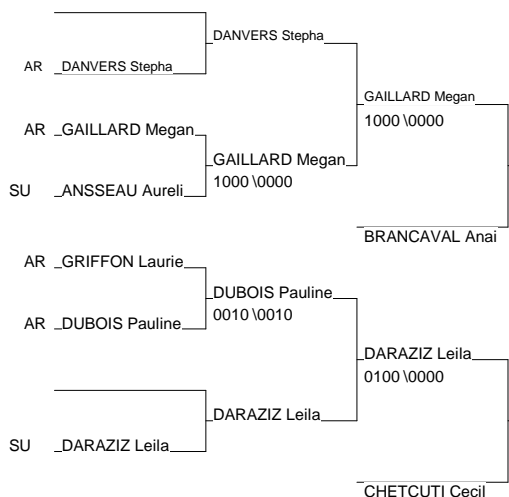 DANVERS Stepha
AR DANVERS Stepha
GAILLARD Megan
1000\0000
AR GAILLARD Megan
GAILLARD Megan
1000\0000
SU ANSSEAU Aureli
BRANCAVAL Anai
AR GRIFFON Laurie
DUBOIS Pauline
0010\0010
AR DUBOIS Pauline
DARAZIZ Leila
0100\0000
DARAZIZ Leila
SU DARAZIZ Leila
CHETCUTI Cecil